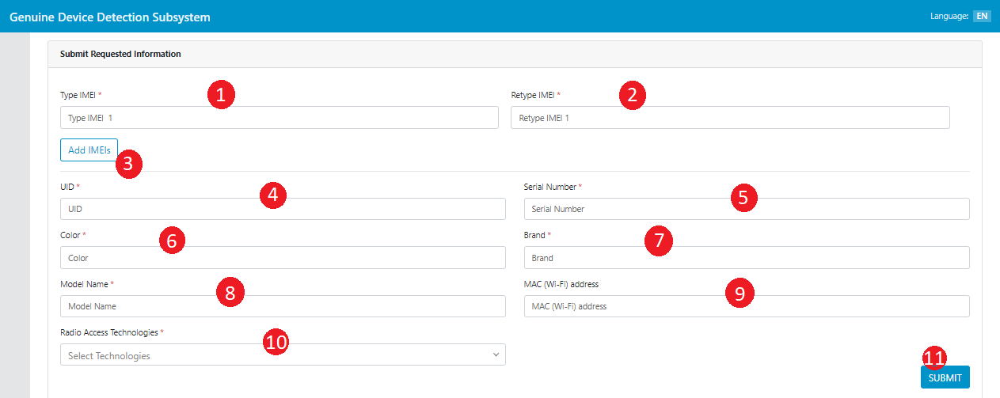 Genuine Device Detection Subsystem
Language: EN
Submit Requested Information
1
2
Type IMEI *
Retype IMEI *
Type IMEI 1
Retype IMEI 1
Add IMEIs
3
4
5
UID *
Serial Number *
UID
Serial Number
6
7
Color *
Brand *
Color
Brand
8
9
Model Name *
MAC (Wi-Fi) address
Model Name
MAC (Wi-Fi) address
10
Radio Access Technologies *
Select Technologies
11
SUBMIT